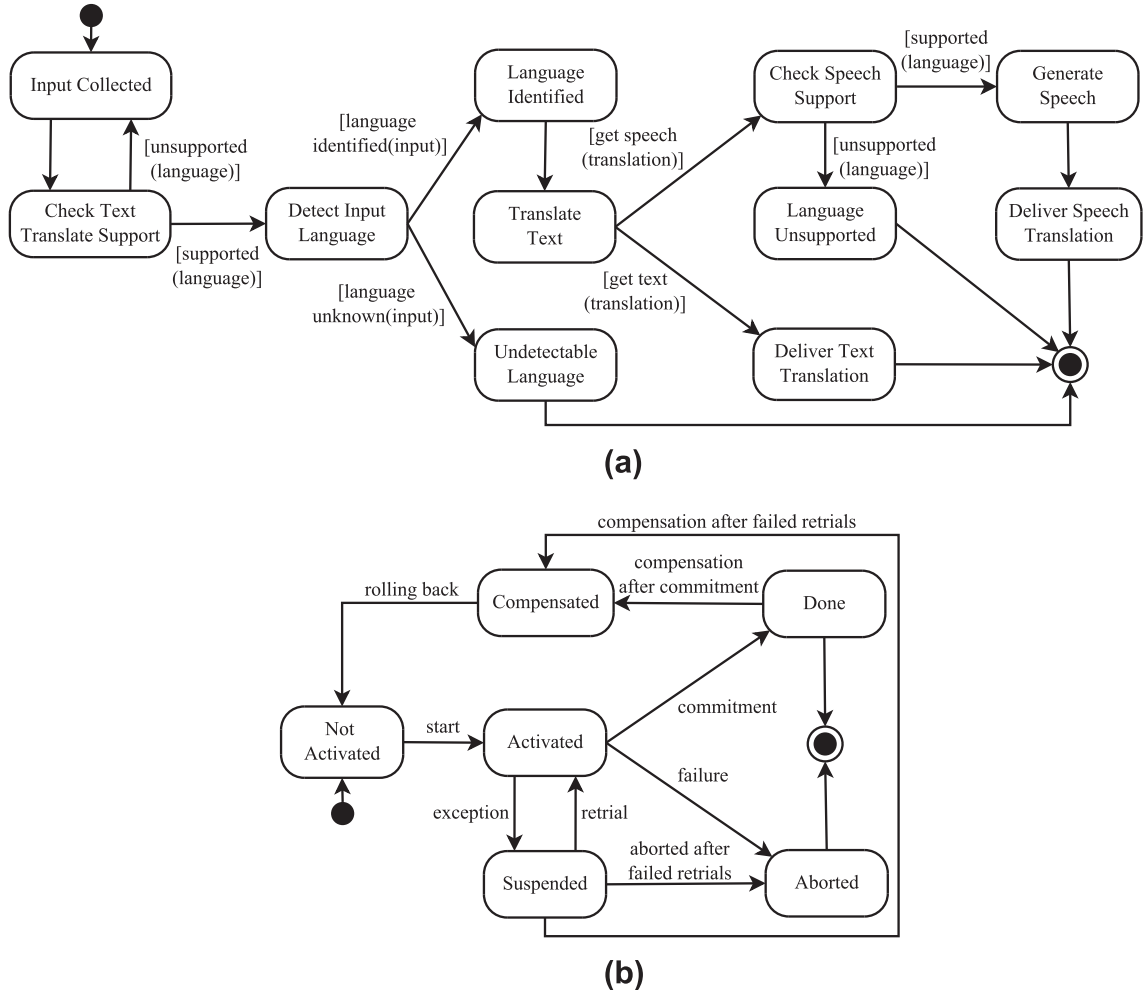 Input Collected
[unsupported
(language)]
Check Text
Translate Support
[supported
(language)]
Detect Input
Language
[language
identified(input)]
[language
unknown(input)]
Language
Identified
Translate
Text
Undetectable
Language
[get speech
(translation)]
[get text
(translation)]
Check Speech
Support
[unsupported
(language)]
Language
Unsupported
Deliver Text
Translation
[supported
(language)]
Generate
Speech
Deliver Speech
Translation
(a)
compensation after failed retrials
rolling back
Compensated
compensation
after commitment
Done
Not
Activated
start
Activated
commitment
failure
exception
retrial
Suspended
aborted after
failed retrials
Aborted
(b)